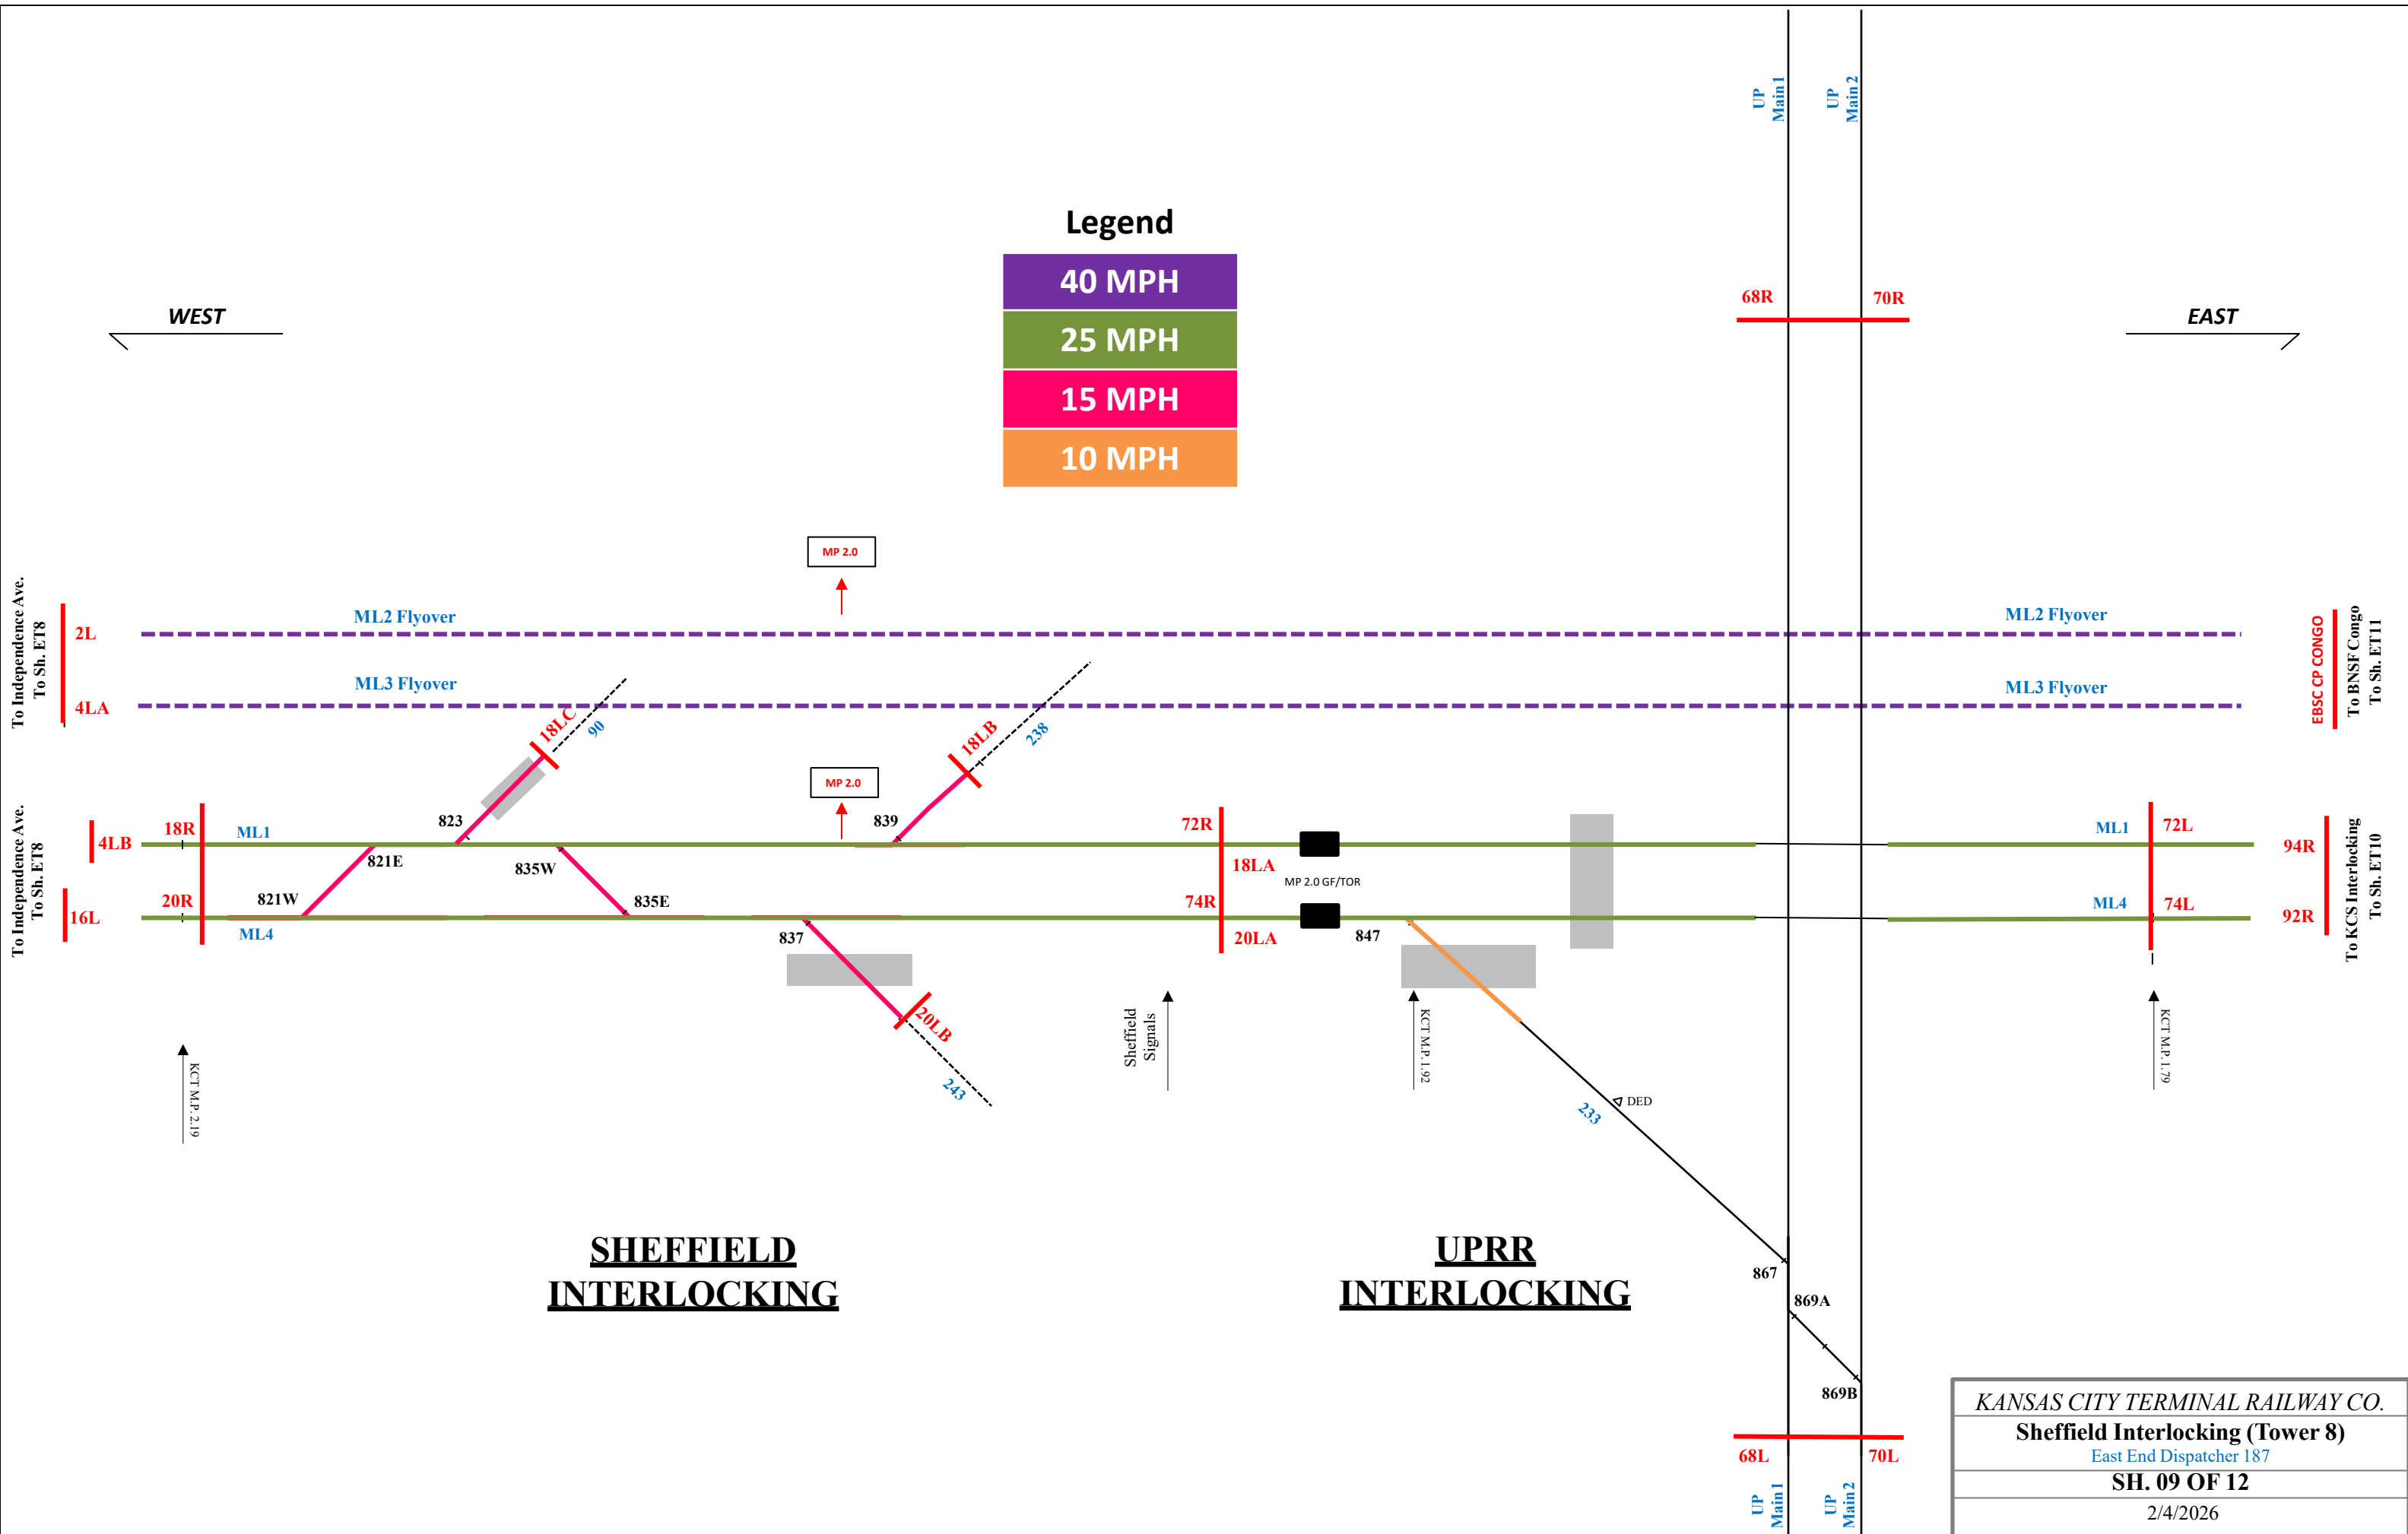 UP
Main 1
UP
Main 2
Legend
40 MPH
25 MPH
15 MPH
10 MPH
WEST
EAST
68R
70R
MP 2.0
To Independence Ave.
To Sh. ET8
2L
4LA
ML2 Flyover
ML3 Flyover
ML2 Flyover
ML3 Flyover
EBSC CP CONGO
To BNSF Congo
To Sh. ET11
18LC
90
18LB
238
MP 2.0
To Independence Ave.
To Sh. ET8
4LB
16L
18R
20R
ML1
ML4
821W
821E
823
835W
835E
839
837
20LB
243
72R
18LA
74R
20LA
MP 2.0 GF/TOR
847
ML1
ML4
72L
74L
94R
92R
To KCS Interlocking
To Sh. ET10
KCT M.P. 2.19
Sheffield
Signals
KCT M.P. 1.92
KCT M.P. 1.79
233
DED
SHEFFIELD
INTERLOCKING
UPRR
INTERLOCKING
867
869A
869B
68L
70L
UP
Main 1
UP
Main 2
KANSAS CITY TERMINAL RAILWAY CO.
Sheffield Interlocking (Tower 8)
East End Dispatcher 187
SH. 09 OF 12
2/4/2026